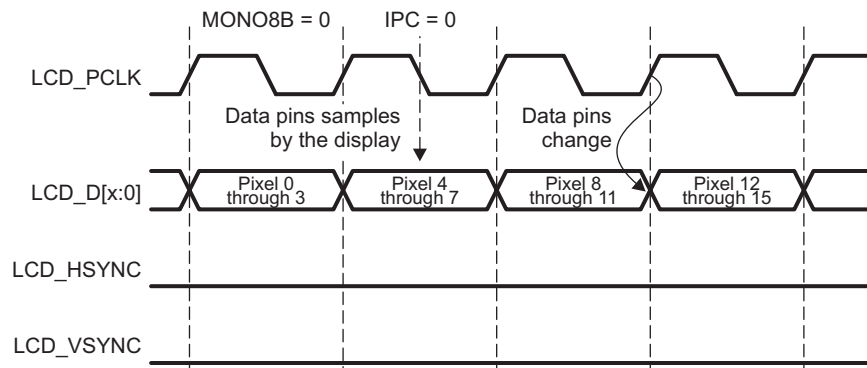 MONO8B = 0
IPC = 0
LCD_PCLK
Data pins samples
by the display
Data pins
change
LCD_D[x:0]
Pixel 0
through 3
Pixel 4
through 7
Pixel 8
through 11
Pixel 12
through 15
LCD_HSYNC
LCD_VSYNC